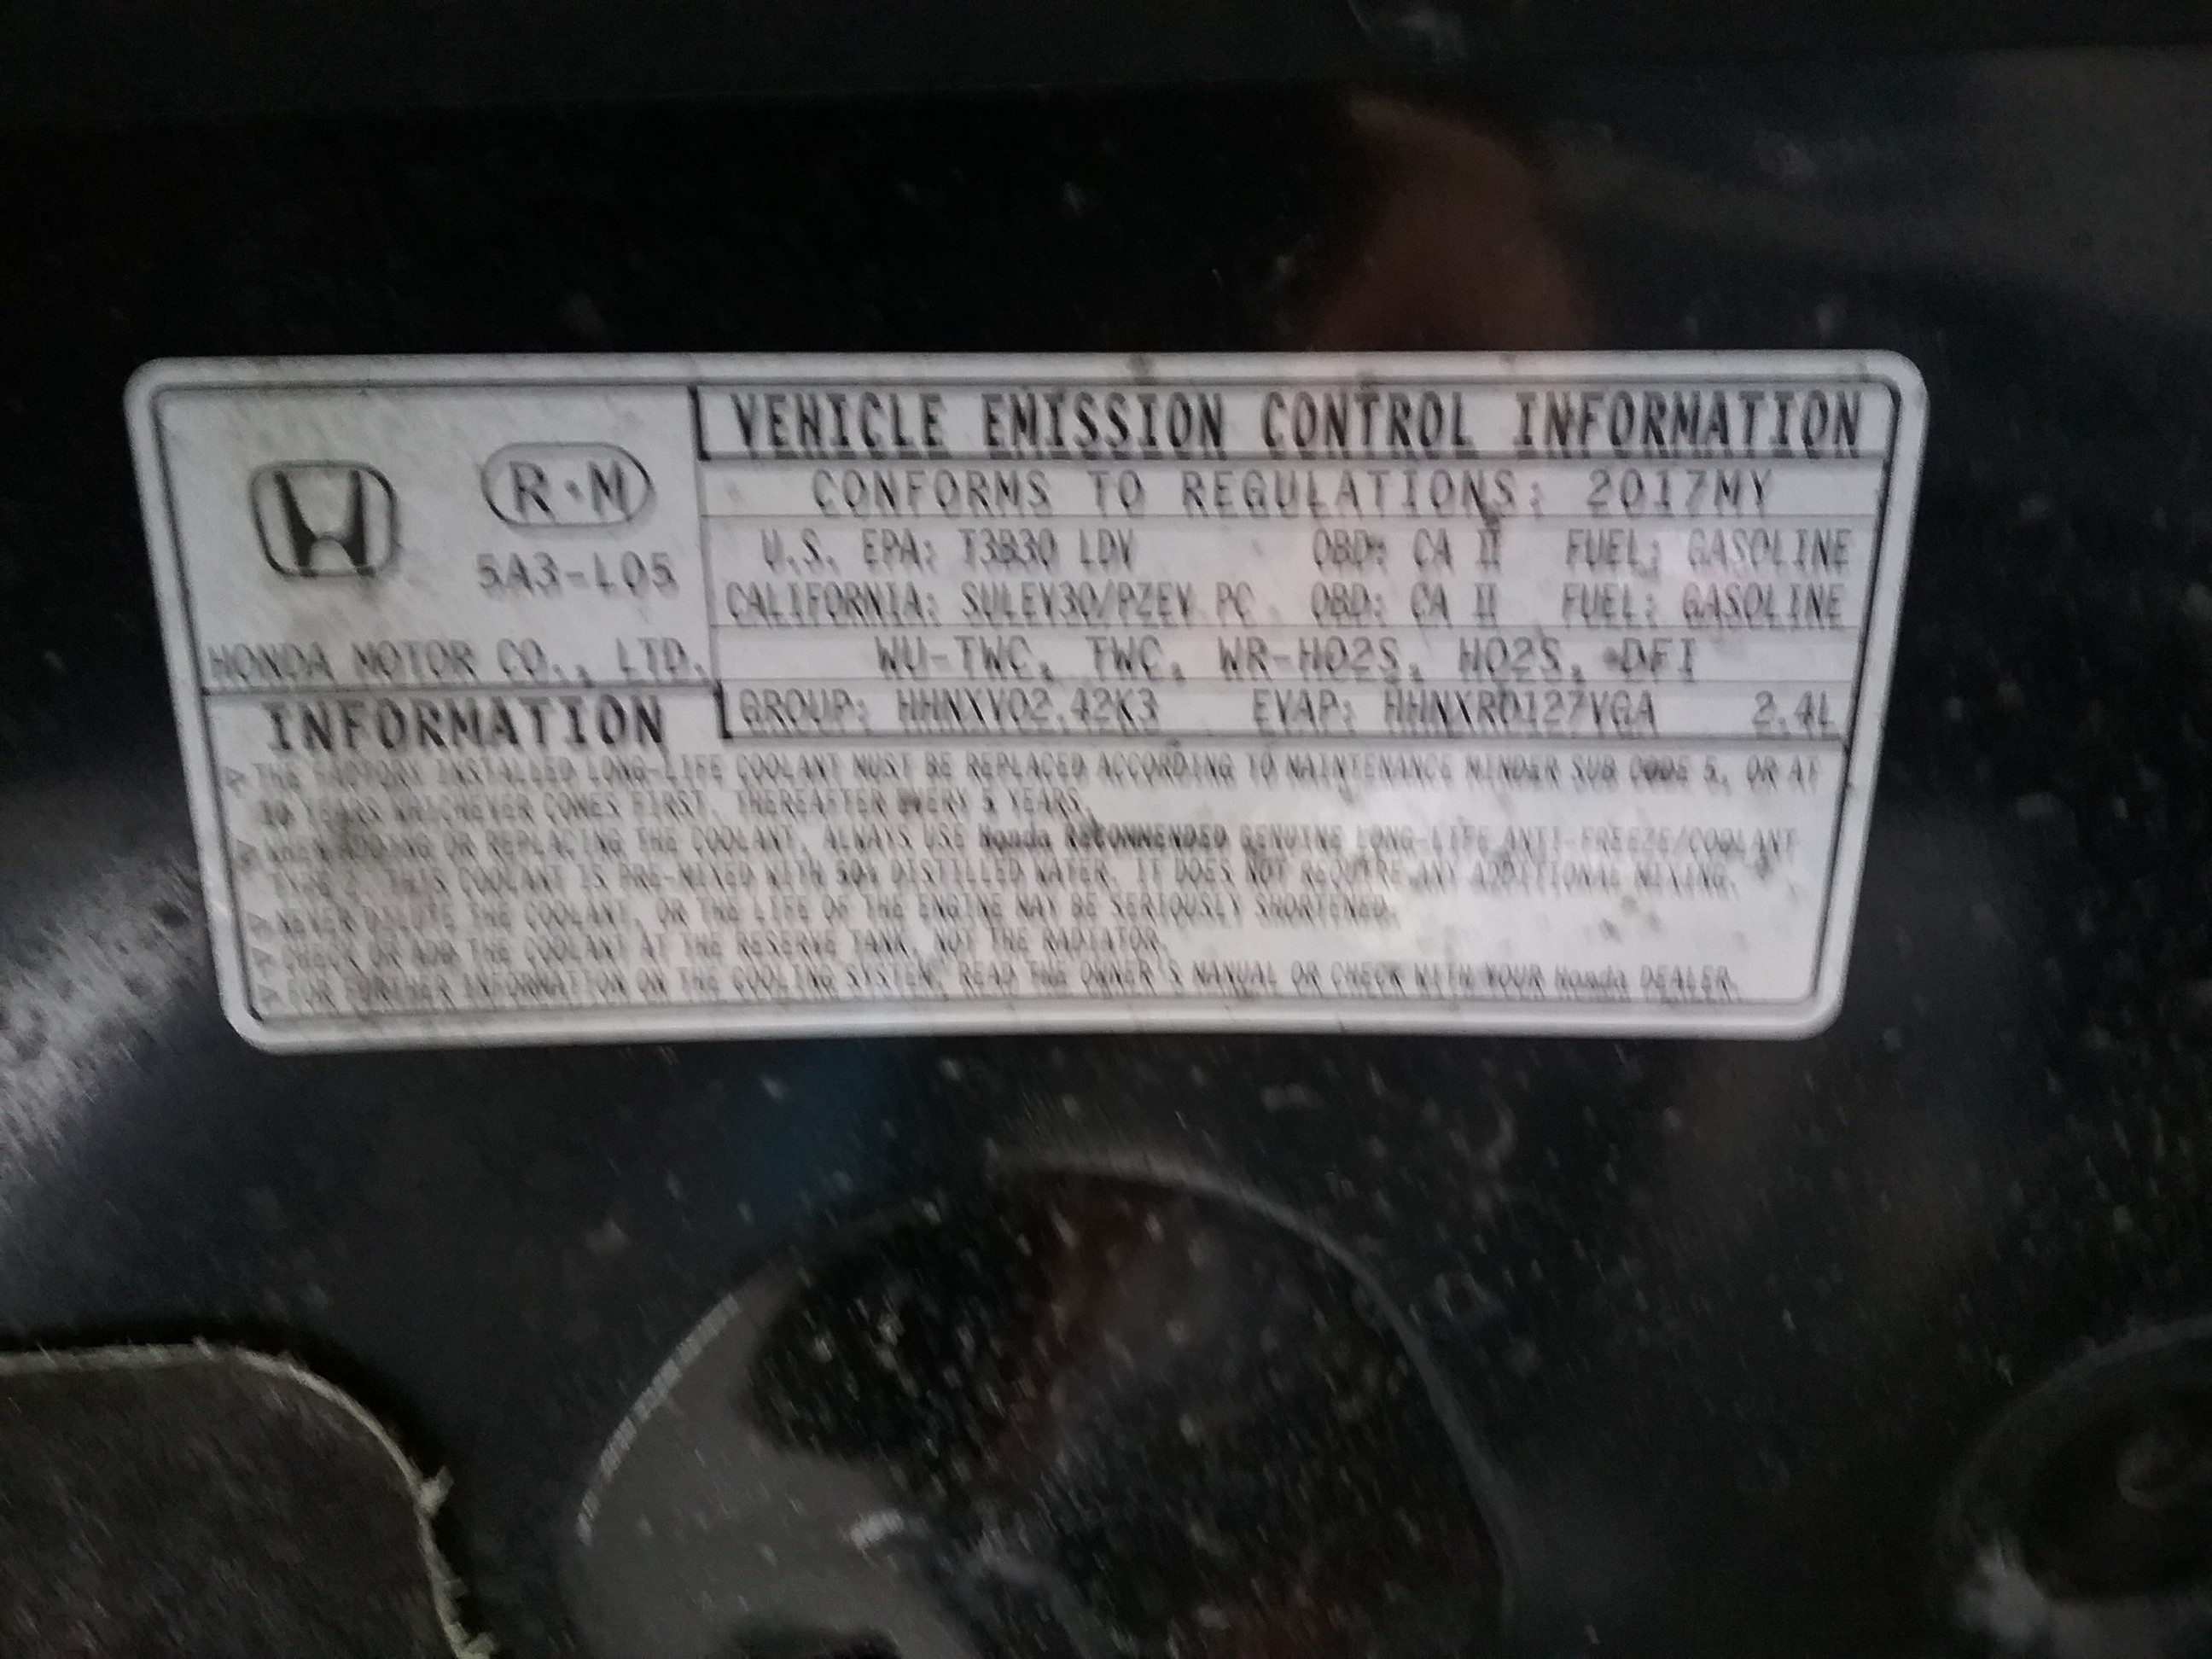 VEHICLE EMISSION CONTROL INFORMATION
R·M
CONFORMS TO REGULATIONS: 2017MY
5A3-L05
U.S. EPA: T3B30 LDV OBD: CA II FUEL: GASOLINE
CALIFORNIA: SULEV30/PZEV PC OBD: CA II FUEL: GASOLINE
HONDA MOTOR CO., LTD.
WU-TWC, TWC, WR-HO2S, HO2S, DFI
GROUP: HHNXV02.42K3 EVAP: HHNXR0127VGA 2.4L
INFORMATION
▷ THE FACTORY INSTALLED LONG-LIFE COOLANT MUST BE REPLACED ACCORDING TO MAINTENANCE MINDER SUB CODE 5, OR AT
10 YEARS WHICHEVER COMES FIRST, THEREAFTER EVERY 5 YEARS.
▷ WHEN ADDING OR REPLACING THE COOLANT, ALWAYS USE Honda RECOMMENDED GENUINE LONG-LIFE ANTI-FREEZE/COOLANT
TYPE 2. THIS COOLANT IS PRE-MIXED WITH 50% DISTILLED WATER. IT DOES NOT REQUIRE ANY ADDITIONAL MIXING.
▷ NEVER DILUTE THE COOLANT, OR THE LIFE OF THE ENGINE MAY BE SERIOUSLY SHORTENED.
▷ CHECK OR ADD THE COOLANT AT THE RESERVE TANK, NOT THE RADIATOR.
▷ FOR FURTHER INFORMATION ON THE COOLING SYSTEM, READ THE OWNER'S MANUAL OR CHECK WITH YOUR Honda DEALER.